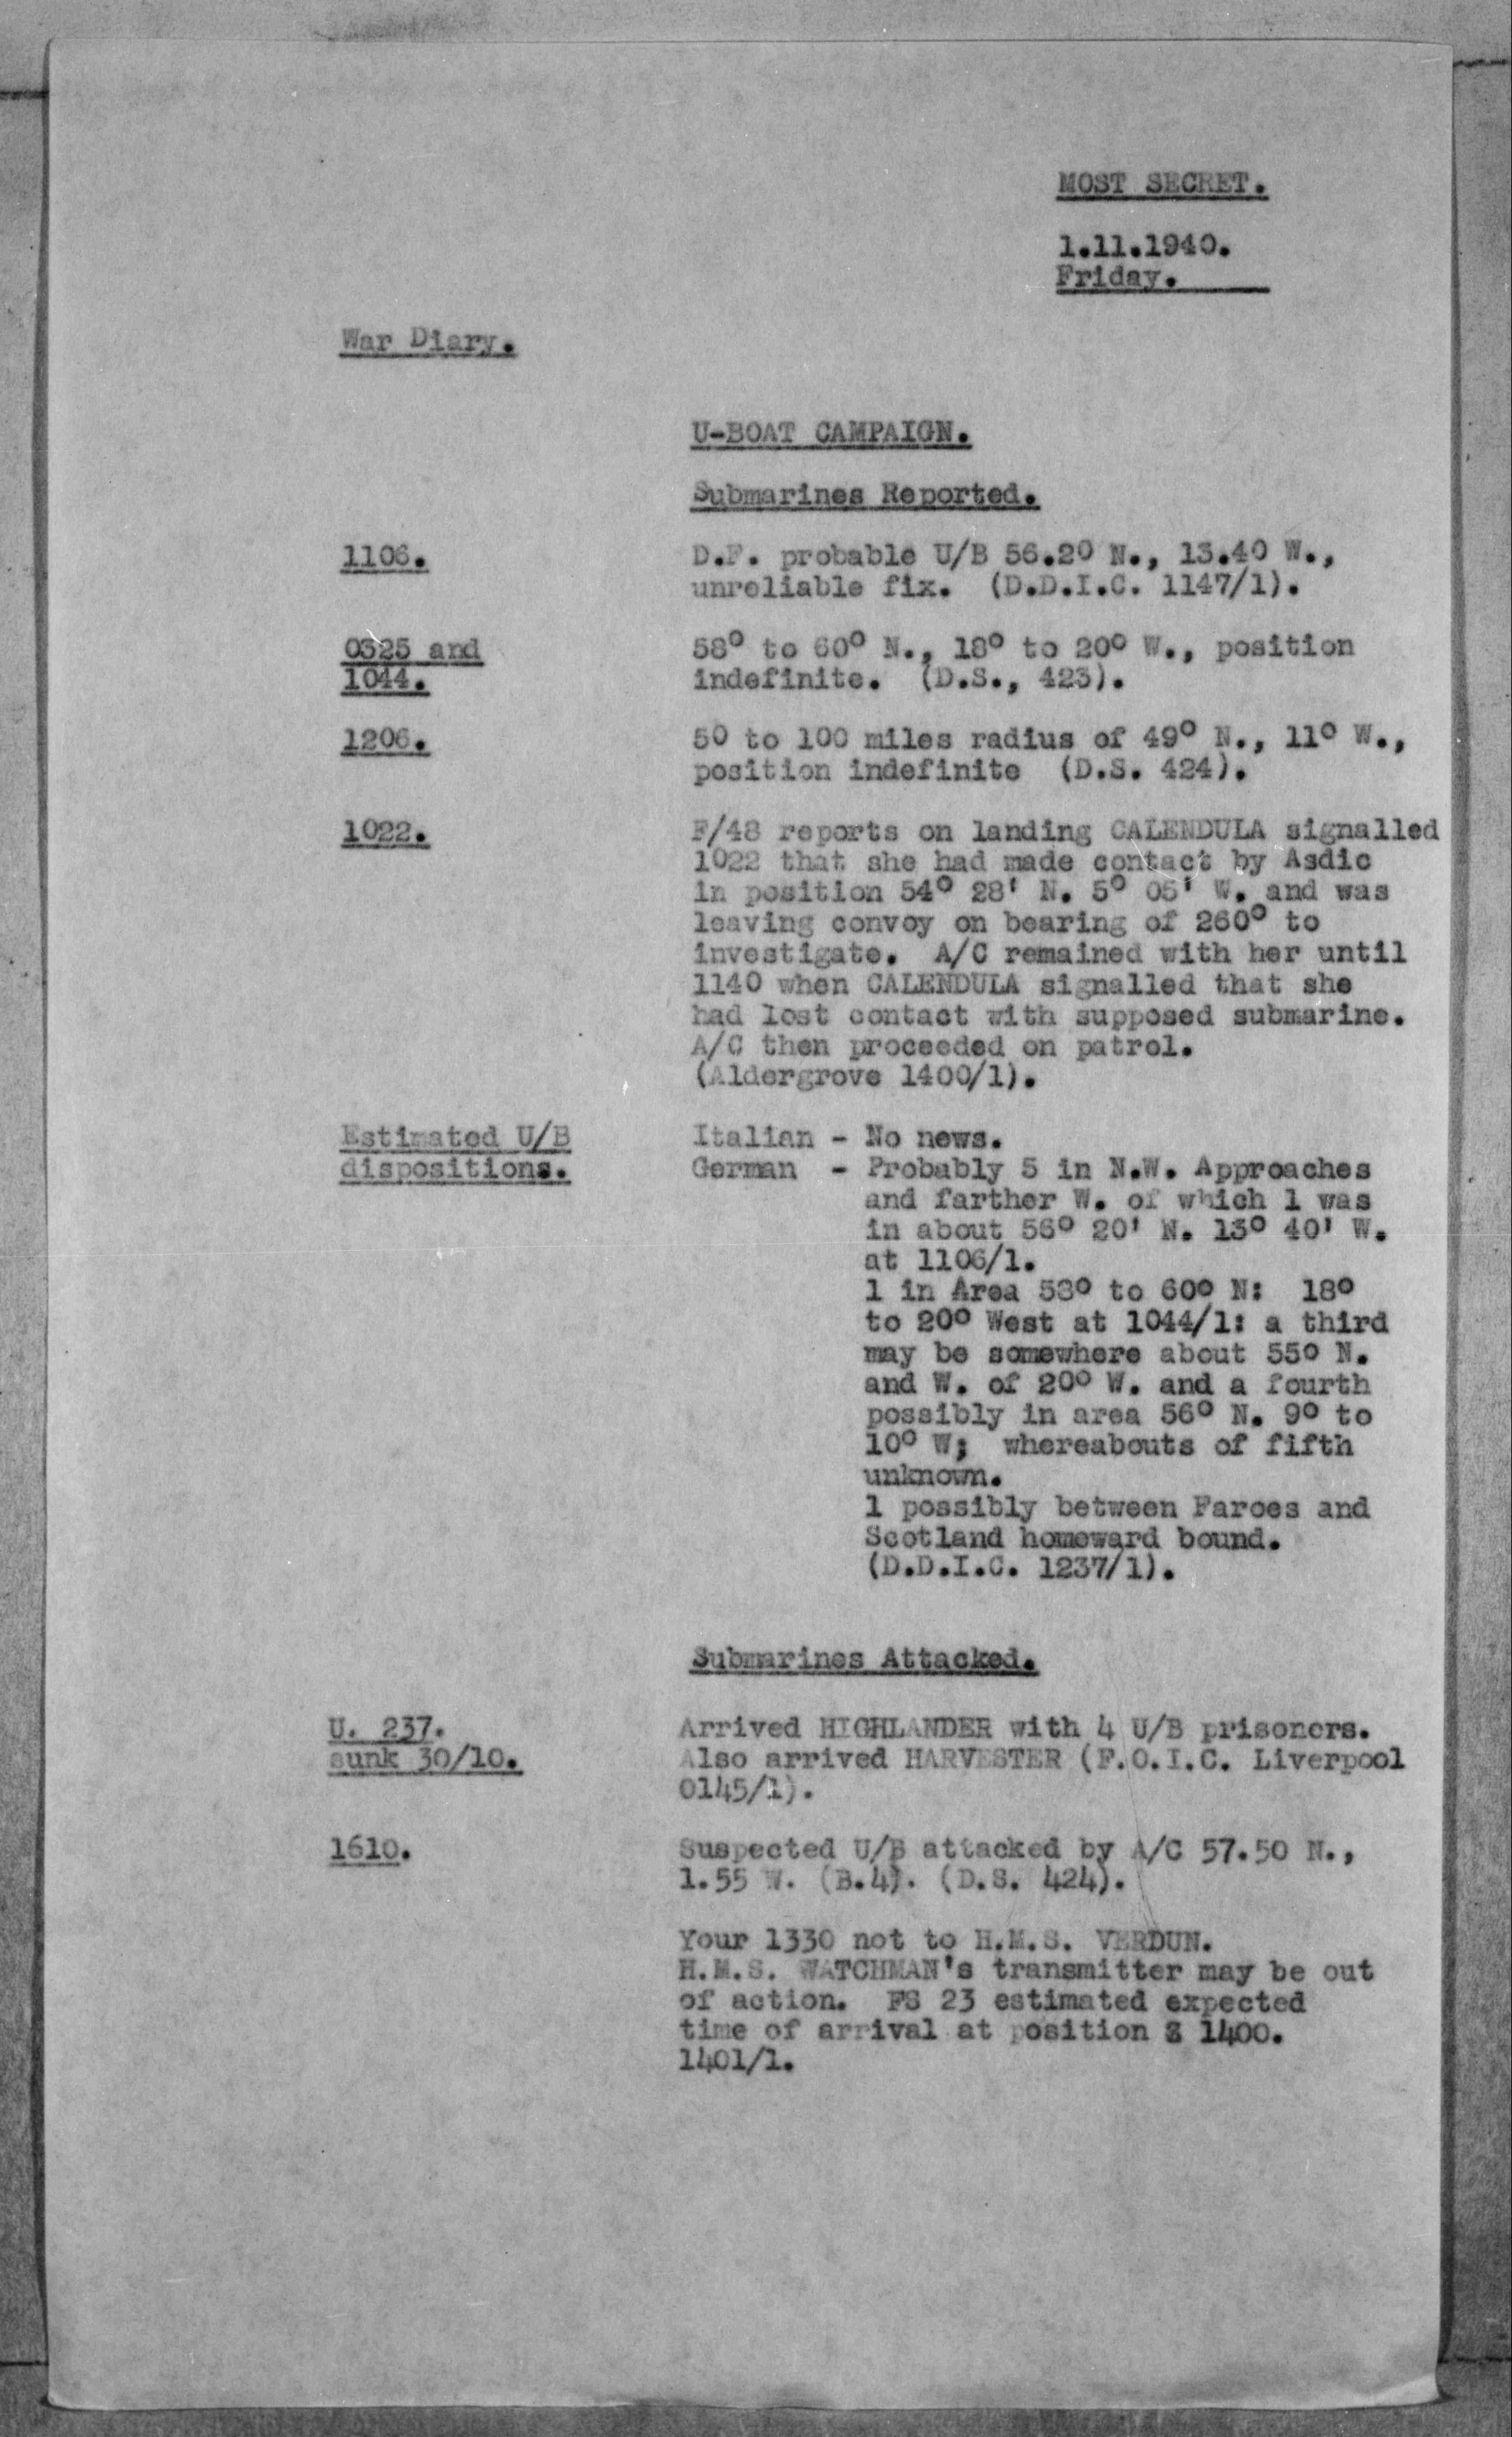 MOST SECRET.
1.11.1940.
Friday.
War Diary.
U-BOAT CAMPAIGN.
Submarines Reported.
1106.
D.F. probable U/B 56.20 N., 13.40 W.,
unreliable fix. (D.D.I.C. 1147/1).
0325 and
1044.
58° to 60° N., 18° to 20° W., position
indefinite. (D.S., 423).
1206.
50 to 100 miles radius of 49° N., 11° W.,
position indefinite (D.S. 424).
1022.
F/48 reports on landing CALENDULA signalled
1022 that she had made contact by Asdic
in position 54° 28' N. 5° 05' W. and was
leaving convoy on bearing of 260° to
investigate. A/C remained with her until
1140 when CALENDULA signalled that she
had lost contact with supposed submarine.
A/C then proceeded on patrol.
(Aldergrove 1400/1).
Estimated U/B
dispositions.
Italian - No news.
German - Probably 5 in N.W. Approaches
and farther W. of which 1 was
in about 56° 20' N. 13° 40' W.
at 1106/1.
1 in Area 58° to 60° N: 18°
to 20° West at 1044/1: a third
may be somewhere about 55° N.
and W. of 20° W. and a fourth
possibly in area 56° N. 9° to
10° W; whereabouts of fifth
unknown.
1 possibly between Faroes and
Scotland homeward bound.
(D.D.I.C. 1237/1).
Submarines Attacked.
U. 237.
sunk 30/10.
Arrived HIGHLANDER with 4 U/B prisoners.
Also arrived HARVESTER (F.O.I.C. Liverpool
0145/1).
1610.
Suspected U/B attacked by A/C 57.50 N.,
1.55 W. (B.4). (D.S. 424).
Your 1330 not to H.M.S. VERDUN.
H.M.S. WATCHMAN's transmitter may be out
of action. FS 23 estimated expected
time of arrival at position 1400.
1401/1.